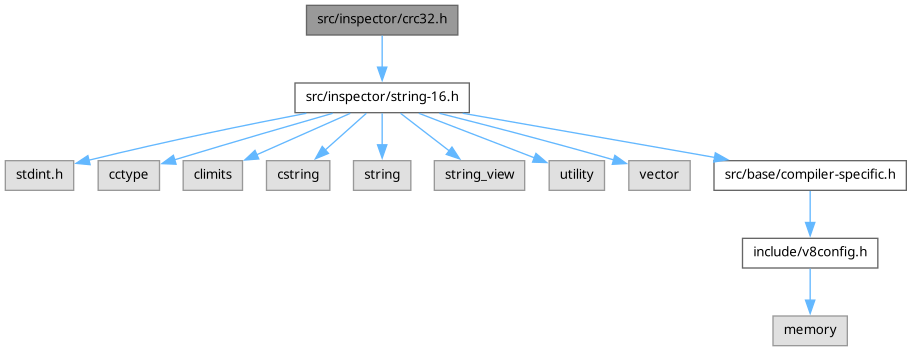 src/inspector/crc32.h
src/inspector/string-16.h
stdint.h
cctype
climits
cstring
string
string_view
utility
vector
src/base/compiler-specific.h
include/v8config.h
memory